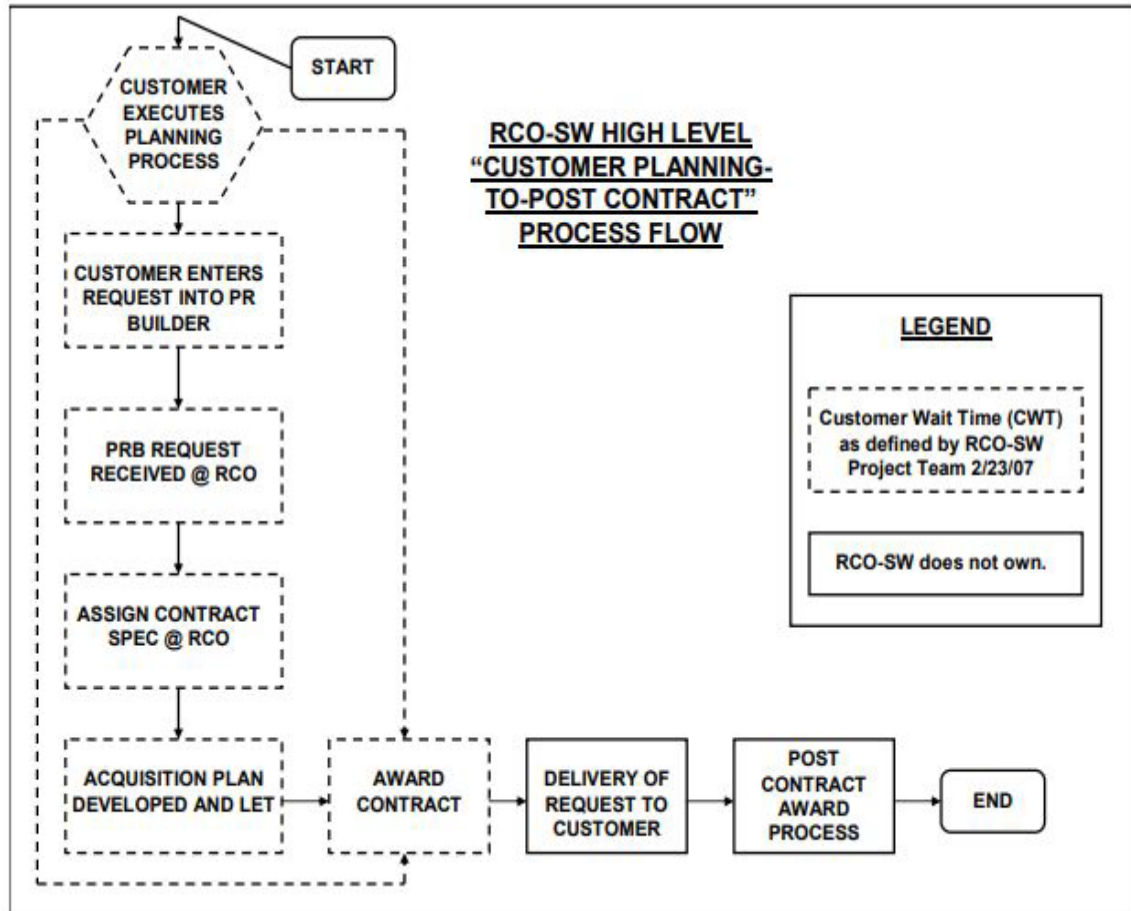 START
CUSTOMER
EXECUTES
PLANNING
PROCESS
RCO-SW HIGH LEVEL
“CUSTOMER PLANNING-
TO-POST CONTRACT”
PROCESS FLOW
CUSTOMER ENTERS
REQUEST INTO PR
BUILDER
PRB REQUEST
RECEIVED @ RCO
ASSIGN CONTRACT
SPEC @ RCO
ACQUISITION PLAN
DEVELOPED AND LET
AWARD
CONTRACT
DELIVERY OF
REQUEST TO
CUSTOMER
POST
CONTRACT
AWARD
PROCESS
END
LEGEND
Customer Wait Time (CWT)
as defined by RCO-SW
Project Team 2/23/07
RCO-SW does not own.